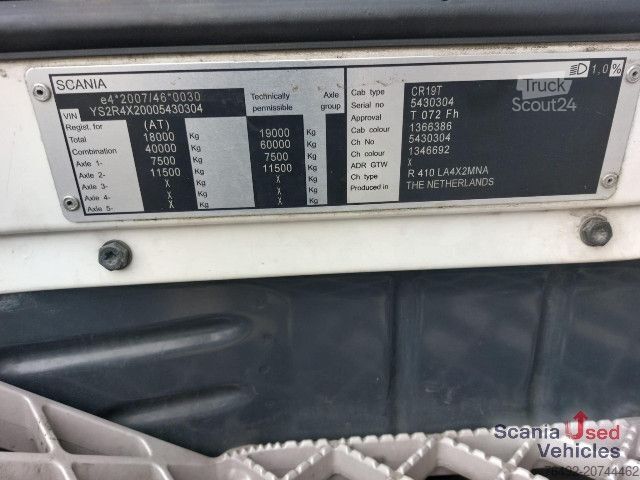 SCANIA
e4*2007/46*0030
VIN YS2R4X20005430304
Technically permissible
Axle group
Regist. for (AT)
Total 18000 Kg 19000 Kg
Combination 40000 Kg 60000 Kg
Axle 1- 7500 Kg 7500 Kg
Axle 2- 11500 Kg 11500 Kg
Axle 3- X Kg X Kg
Axle 4- X Kg X Kg
Axle 5- X Kg X Kg
Cab type CR19T
Serial no 5430304
Approval T 072 Fh
Cab colour 1366386
Ch No 5430304
Ch colour 1346692
ADR GTW X
Ch type R 410 LA4X2MNA
Produced in THE NETHERLANDS
1,0%
Truck
Scout24
Scania Used
Vehicles
20744462